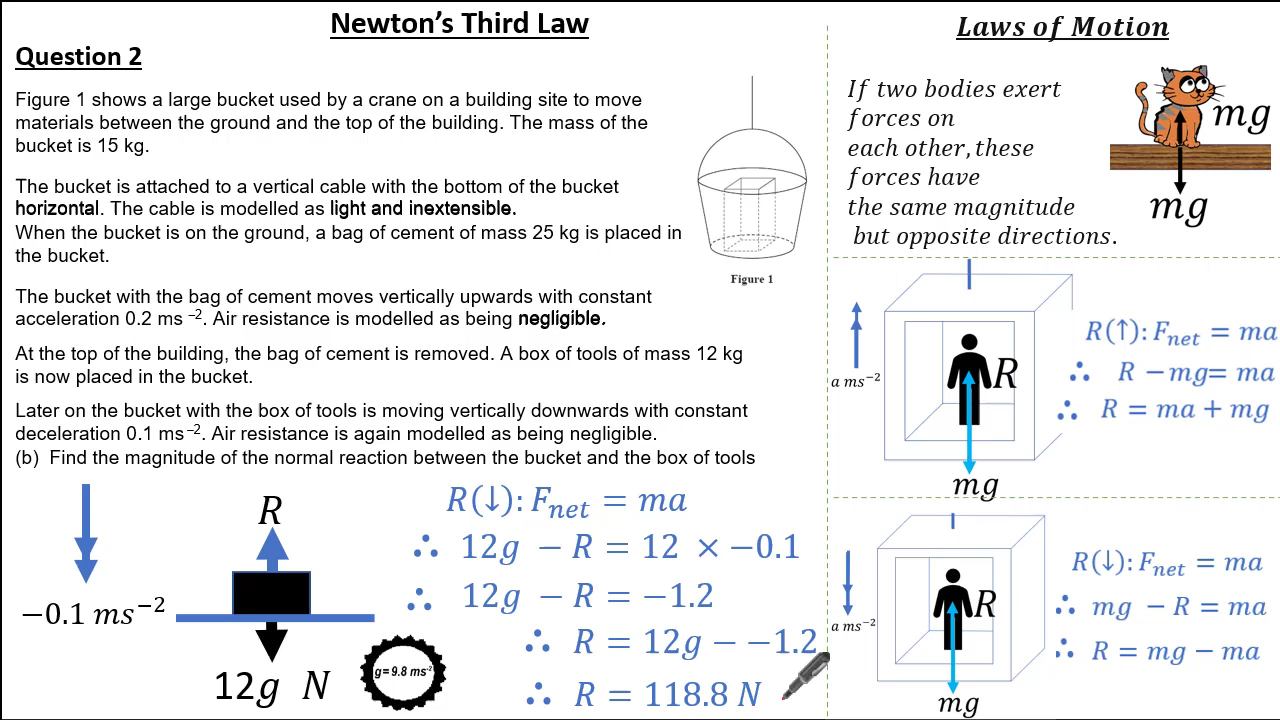 Newton's Third Law
Question 2
Figure 1 shows a large bucket used by a crane on a building site to move
materials between the ground and the top of the building. The mass of the
bucket is 15 kg.
The bucket is attached to a vertical cable with the bottom of the bucket
horizontal. The cable is modelled as light and inextensible.
When the bucket is on the ground, a bag of cement of mass 25 kg is placed in
the bucket.
The bucket with the bag of cement moves vertically upwards with constant
acceleration 0.2 ms ⁻². Air resistance is modelled as being negligible.
At the top of the building, the bag of cement is removed. A box of tools of mass 12 kg
is now placed in the bucket.
Later on the bucket with the box of tools is moving vertically downwards with constant
deceleration 0.1 ms⁻². Air resistance is again modelled as being negligible.
(b) Find the magnitude of the normal reaction between the bucket and the box of tools
Figure 1
−0.1 ms⁻²
R
12g N
g = 9.8 ms⁻²
R(↓): Fₙₑₜ = ma
∴ 12g − R = 12 × −0.1
∴ 12g − R = −1.2
∴ R = 12g − −1.2
∴ R = 118.8 N
Laws of Motion
If two bodies exert
forces on
each other, these
forces have
the same magnitude
but opposite directions.
mg
mg
a ms⁻²
R
mg
R(↑): Fₙₑₜ = ma
∴ R − mg= ma
∴ R = ma + mg
a ms⁻²
R
mg
R(↓): Fₙₑₜ = ma
∴ mg − R = ma
∴ R = mg − ma